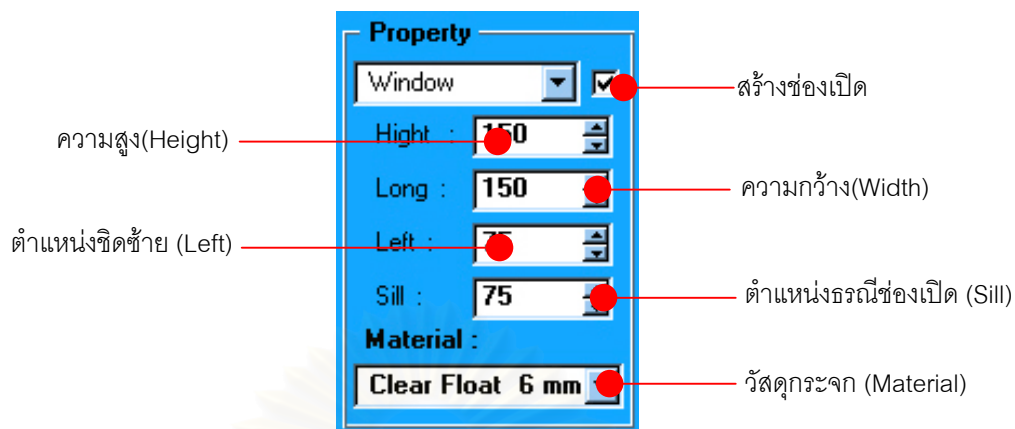 Property
Window
สร้างช่องเปิด
ความสูง(Height)
Hight : 150
Long : 150
ความกว้าง(Width)
ตำแหน่งชิดซ้าย (Left)
Left : 75
Sill : 75
ตำแหน่งธรณีช่องเปิด (Sill)
Material :
Clear Float 6 mm
วัสดุกระจก (Material)